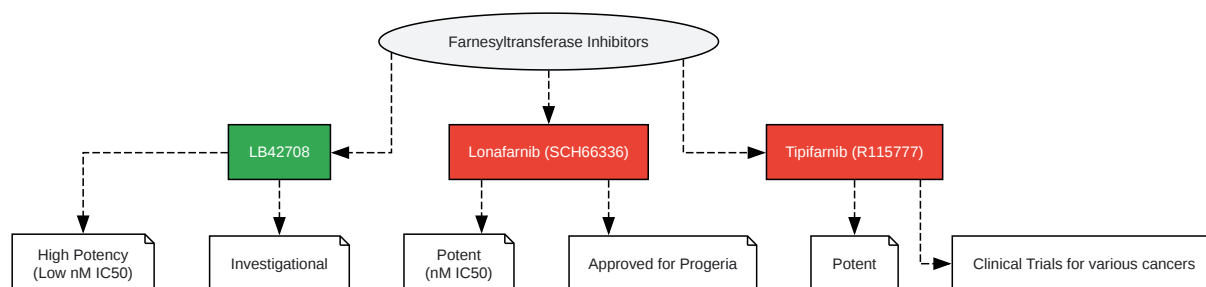 Farnesyltransferase Inhibitors
LB42708
Lonafarnib (SCH66336)
Tipifarnib (R115777)
High Potency
(Low nM IC50)
Investigational
Potent
(nM IC50)
Approved for Progeria
Potent
Clinical Trials for various cancers